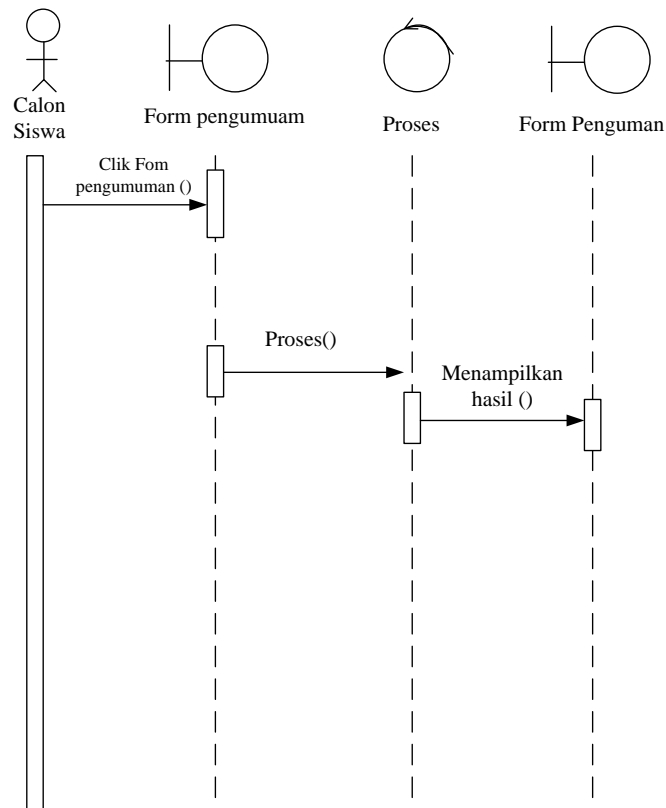 Calon
Siswa
Form pengumuam
Proses
Form Penguman
Clik Fom
pengumuman ()
Proses()
Menampilkan
hasil ()